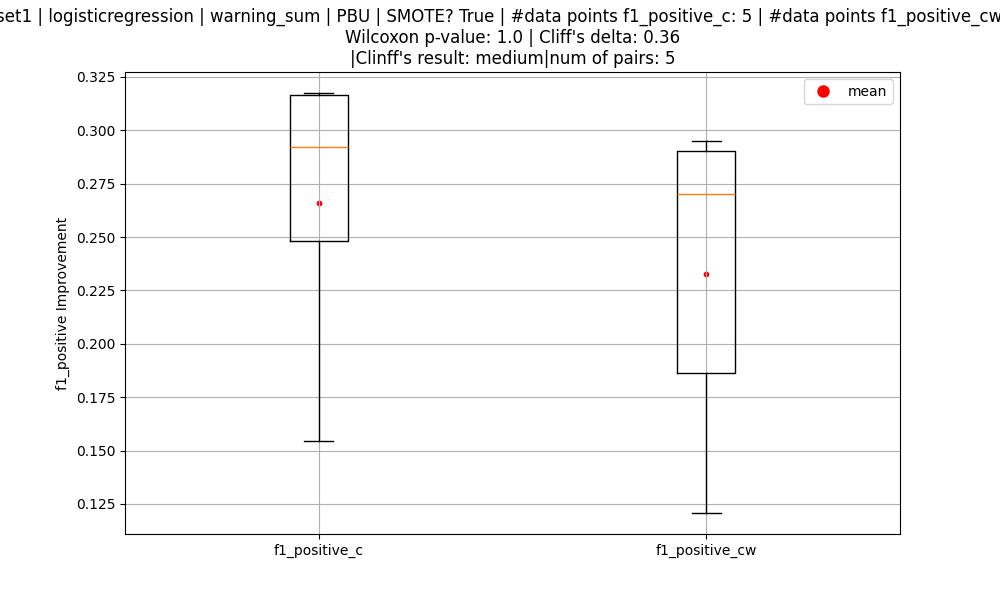 set1 | logisticregression | warning_sum | PBU | SMOTE? True | #data points f1_positive_c: 5 | #data points f1_positive_cw
Wilcoxon p-value: 1.0 | Cliff's delta: 0.36
|Clinff's result: medium|num of pairs: 5
mean
f1_positive Improvement
0.325
0.300
0.275
0.250
0.225
0.200
0.175
0.150
0.125
f1_positive_c
f1_positive_cw